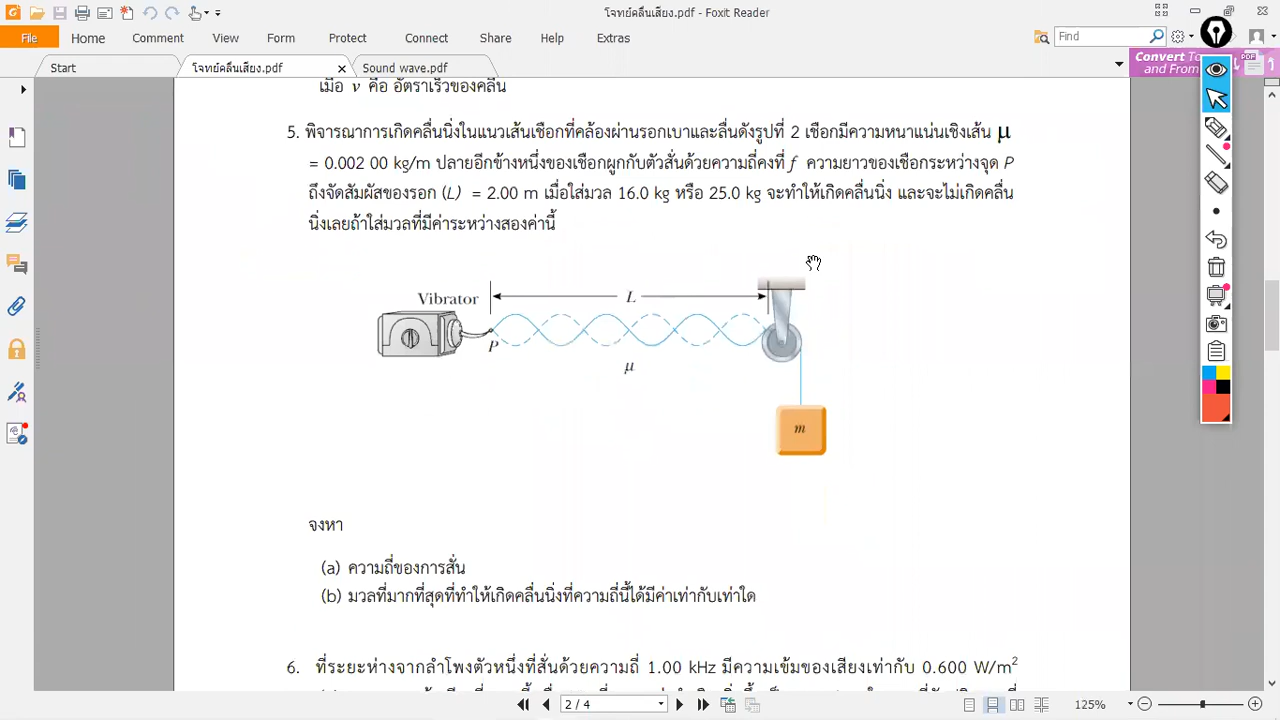 โจทย์คลื่นเสียง.pdf - Foxit Reader
File Home Comment View Form Protect Connect Share Help Extras
Find
Start โจทย์คลื่นเสียง.pdf Sound wave.pdf
Convert To PDF
and From
เมื่อ v คือ อัตราเร็วของคลื่น
5. พิจารณาการเกิดคลื่นนิ่งในแนวเส้นเชือกที่คล้องผ่านรอกเบาและลื่นดังรูปที่ 2 เชือกมีความหนาแน่นเชิงเส้น μ
= 0.002 00 kg/m ปลายอีกข้างหนึ่งของเชือกผูกกับตัวสั่นด้วยความถี่คงที่ f ความยาวของเชือกระหว่างจุด P
ถึงจัดสัมผัสของรอก (L) = 2.00 m เมื่อใส่มวล 16.0 kg หรือ 25.0 kg จะทำให้เกิดคลื่นนิ่ง และจะไม่เกิดคลื่น
นิ่งเลยถ้าใส่มวลที่มีค่าระหว่างสองค่านี้
Vibrator
L
P
μ
m
จงหา
(a) ความถี่ของการสั่น
(b) มวลที่มากที่สุดที่ทำให้เกิดคลื่นนิ่งที่ความถี่นี้ได้มีค่าเท่ากับเท่าใด
6. ที่ระยะห่างจากลำโพงตัวหนึ่งที่สั่นด้วยความถี่ 1.00 kHz มีความเข้มของเสียงเท่ากับ 0.600 W/m2
2 / 4
125%